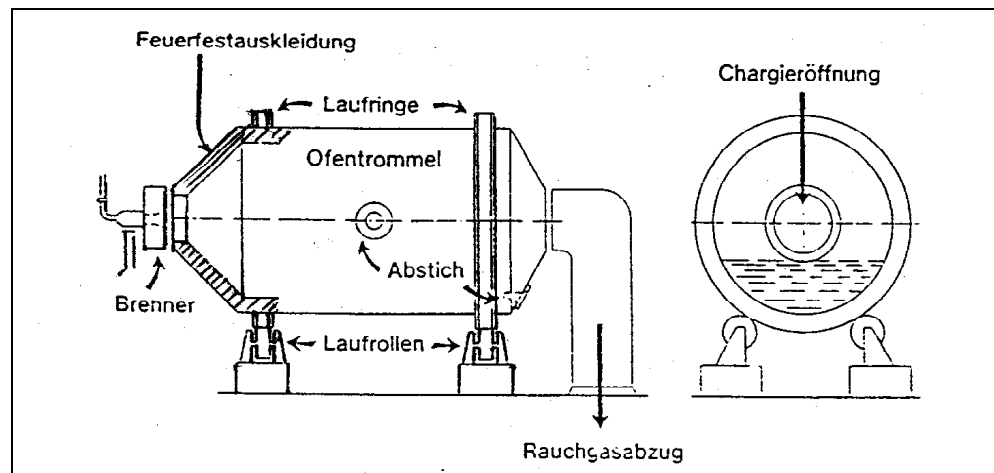 Feuerfestauskleidung
Chargieröffnung
Laufringe
Ofentrommel
Abstich
Brenner
Laufrollen
Rauchgasabzug